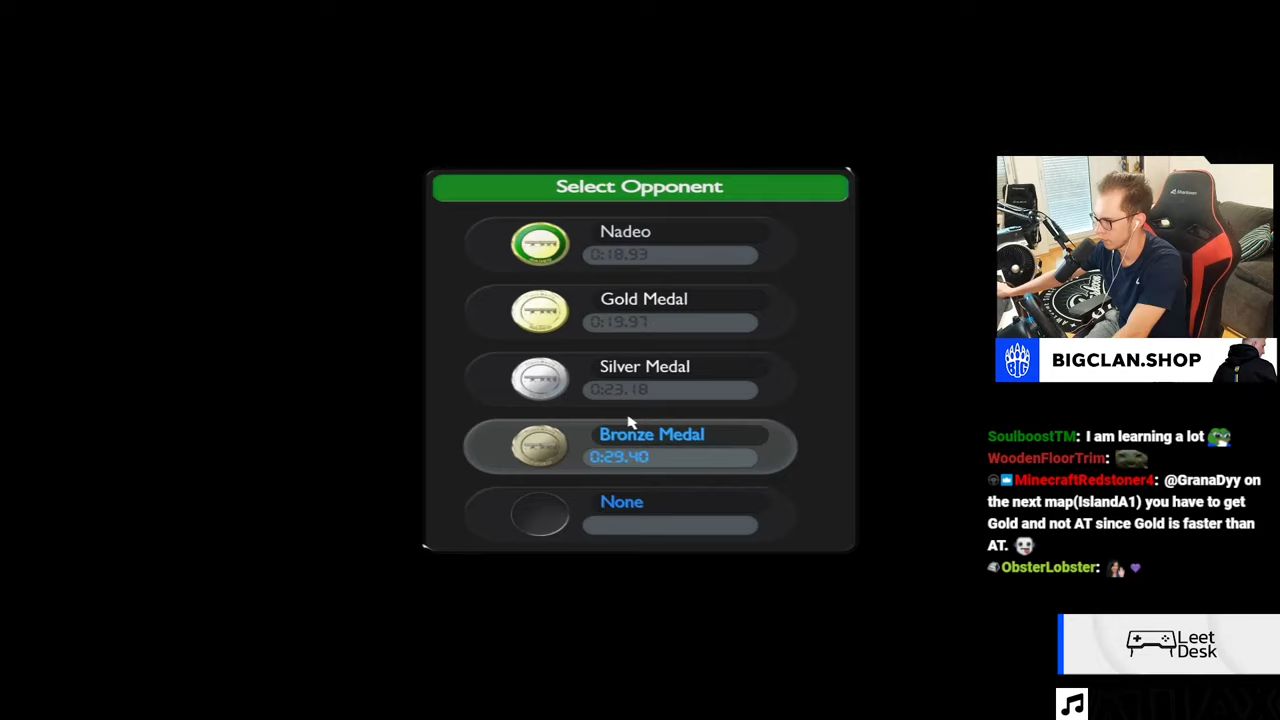 Select Opponent
Nadeo
0:18.93
Gold Medal
0:19.97
Silver Medal
0:23.18
Bronze Medal
0:29.40
None
BIGCLAN.SHOP
SoulboostTM: I am learning a lot
WoodenFloorTrim:
MinecraftRedstoner4: @GranaDyy on
the next map(IslandA1) you have to get
Gold and not AT since Gold is faster than
AT.
ObsterLobster:
Leet
Desk